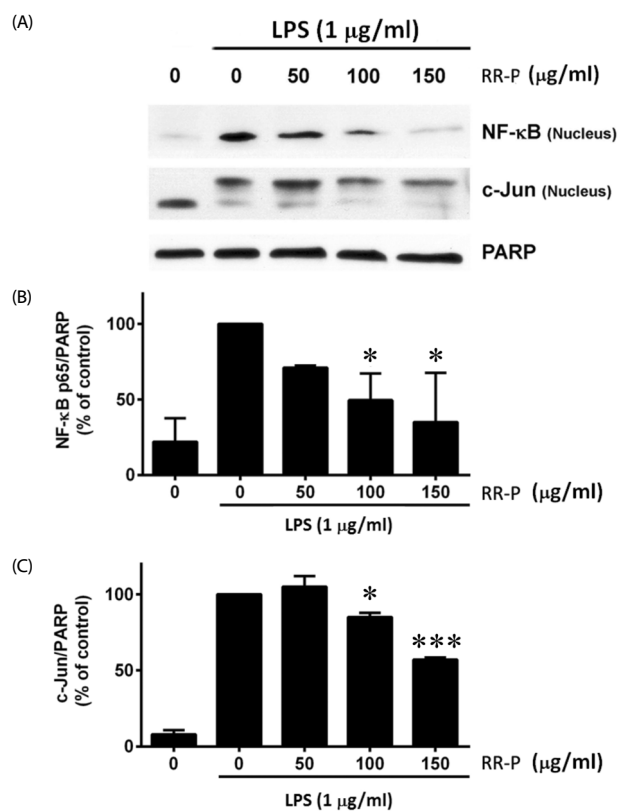 (A)
LPS (1 µg/ml)
0 0 50 100 150 RR-P (µg/ml)
NF-κB (Nucleus)
c-Jun (Nucleus)
PARP
(B)
NF-κB p65/PARP
(% of control)
100
50
0
* *
0 0 50 100 150 RR-P (µg/ml)
LPS (1 µg/ml)
(C)
c-Jun/PARP
(% of control)
100
50
0
* ***
0 0 50 100 150 RR-P (µg/ml)
LPS (1 µg/ml)